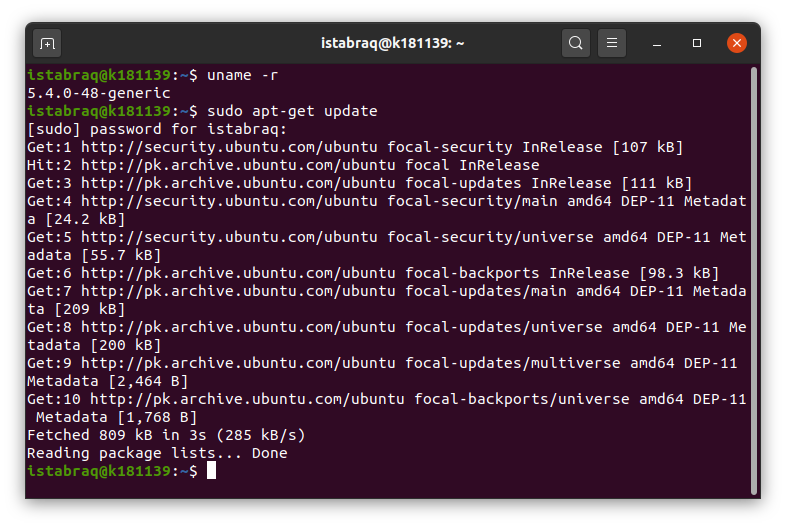 istabraq@k181139: ~
istabraq@k181139:~$ uname -r
5.4.0-48-generic
istabraq@k181139:~$ sudo apt-get update
[sudo] password for istabraq:
Get:1 http://security.ubuntu.com/ubuntu focal-security InRelease [107 kB]
Hit:2 http://pk.archive.ubuntu.com/ubuntu focal InRelease
Get:3 http://pk.archive.ubuntu.com/ubuntu focal-updates InRelease [111 kB]
Get:4 http://security.ubuntu.com/ubuntu focal-security/main amd64 DEP-11 Metadat
a [24.2 kB]
Get:5 http://security.ubuntu.com/ubuntu focal-security/universe amd64 DEP-11 Met
adata [55.7 kB]
Get:6 http://pk.archive.ubuntu.com/ubuntu focal-backports InRelease [98.3 kB]
Get:7 http://pk.archive.ubuntu.com/ubuntu focal-updates/main amd64 DEP-11 Metada
ta [209 kB]
Get:8 http://pk.archive.ubuntu.com/ubuntu focal-updates/universe amd64 DEP-11 Me
tadata [200 kB]
Get:9 http://pk.archive.ubuntu.com/ubuntu focal-updates/multiverse amd64 DEP-11
Metadata [2,464 B]
Get:10 http://pk.archive.ubuntu.com/ubuntu focal-backports/universe amd64 DEP-11
 Metadata [1,768 B]
Fetched 809 kB in 3s (285 kB/s)
Reading package lists... Done
istabraq@k181139:~$